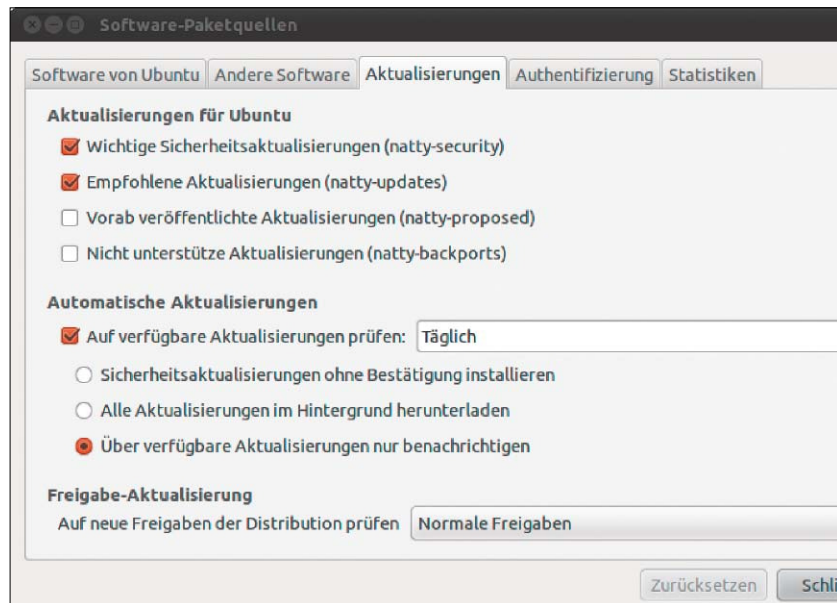 Software-Paketquellen
Software von Ubuntu Andere Software Aktualisierungen Authentifizierung Statistiken
Aktualisierungen für Ubuntu
Wichtige Sicherheitsaktualisierungen (natty-security)
Empfohlene Aktualisierungen (natty-updates)
Vorab veröffentlichte Aktualisierungen (natty-proposed)
Nicht unterstütze Aktualisierungen (natty-backports)
Automatische Aktualisierungen
Auf verfügbare Aktualisierungen prüfen: Täglich
Sicherheitsaktualisierungen ohne Bestätigung installieren
Alle Aktualisierungen im Hintergrund herunterladen
Über verfügbare Aktualisierungen nur benachrichtigen
Freigabe-Aktualisierung
Auf neue Freigaben der Distribution prüfen Normale Freigaben
Zurücksetzen